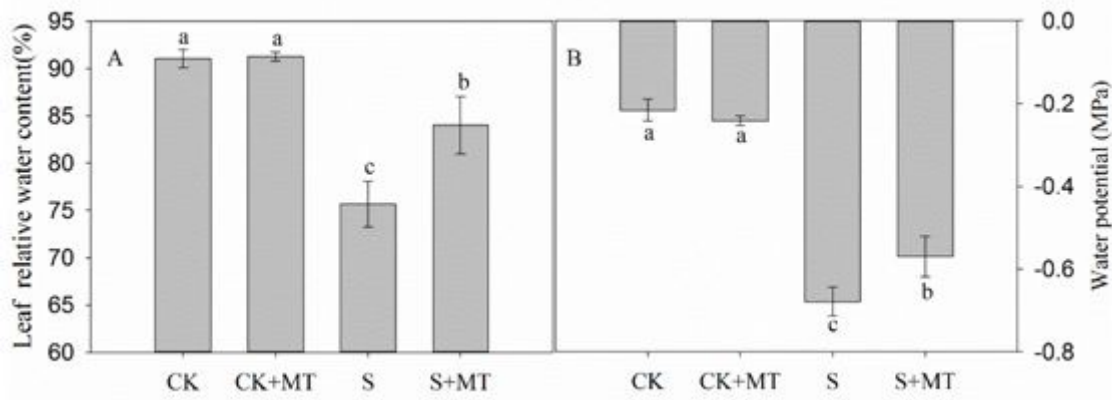 Leaf relative water content(%)
95
90
85
80
75
70
65
60
A
a
a
c
b
CK
CK+MT
S
S+MT
B
a
a
c
b
CK
CK+MT
S
S+MT
0.0
-0.2
-0.4
-0.6
-0.8
Water potential (MPa)